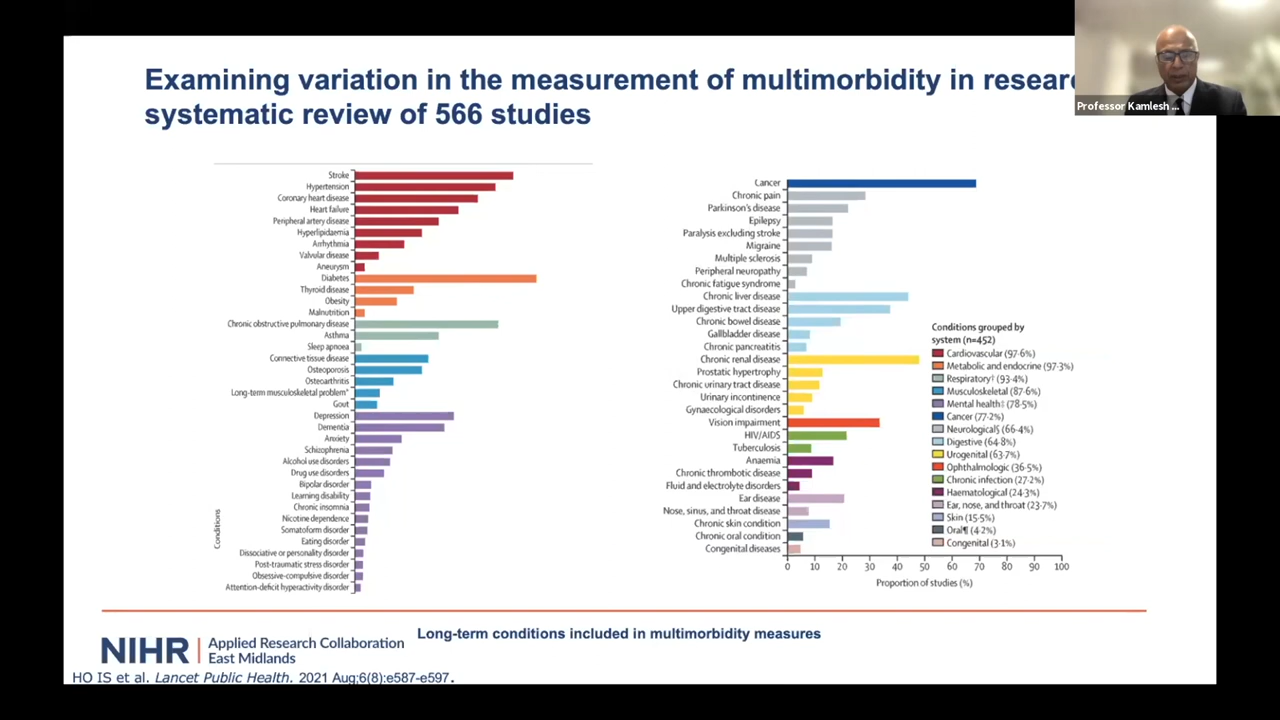 Examining variation in the measurement of multimorbidity in resear
systematic review of 566 studies
Professor Kamlesh ...
Stroke
Hypertension
Coronary heart disease
Heart failure
Peripheral artery disease
Hyperlipidaemia
Arrhythmia
Valvular disease
Aneurysm
Diabetes
Thyroid disease
Obesity
Malnutrition
Chronic obstructive pulmonary disease
Asthma
Sleep apnoea
Connective tissue disease
Osteoporosis
Osteoarthritis
Long-term musculoskeletal problem*
Gout
Depression
Dementia
Anxiety
Schizophrenia
Alcohol use disorders
Drug use disorders
Bipolar disorder
Learning disability
Chronic insomnia
Nicotine dependence
Somatoform disorder
Eating disorder
Dissociative or personality disorder
Post-traumatic stress disorder
Obsessive-compulsive disorder
Attention-deficit hyperactivity disorder
Conditions
Cancer
Chronic pain
Parkinson's disease
Epilepsy
Paralysis excluding stroke
Migraine
Multiple sclerosis
Peripheral neuropathy
Chronic fatigue syndrome
Chronic liver disease
Upper digestive tract disease
Chronic bowel disease
Gallbladder disease
Chronic pancreatitis
Chronic renal disease
Prostatic hypertrophy
Chronic urinary tract disease
Urinary incontinence
Gynaecological disorders
Vision impairment
HIV/AIDS
Tuberculosis
Anaemia
Chronic thrombotic disease
Fluid and electrolyte disorders
Ear disease
Nose, sinus, and throat disease
Chronic skin condition
Chronic oral condition
Congenital diseases
0 10 20 30 40 50 60 70 80 90 100
Proportion of studies (%)
Conditions grouped by
system (n=452)
Cardiovascular (97·6%)
Metabolic and endocrine (97·3%)
Respiratory† (93·4%)
Musculoskeletal (87·6%)
Mental health‡ (78·5%)
Cancer (77·2%)
Neurological§ (66·4%)
Digestive (64·8%)
Urogenital (63·7%)
Ophthalmologic (36·5%)
Chronic infection (27·2%)
Haematological (24·3%)
Ear, nose, and throat (23·7%)
Skin (15·5%)
Oral¶ (4·2%)
Congenital (3·1%)
Long-term conditions included in multimorbidity measures
NIHR | Applied Research Collaboration
East Midlands
HO IS et al. Lancet Public Health. 2021 Aug;6(8):e587-e597.